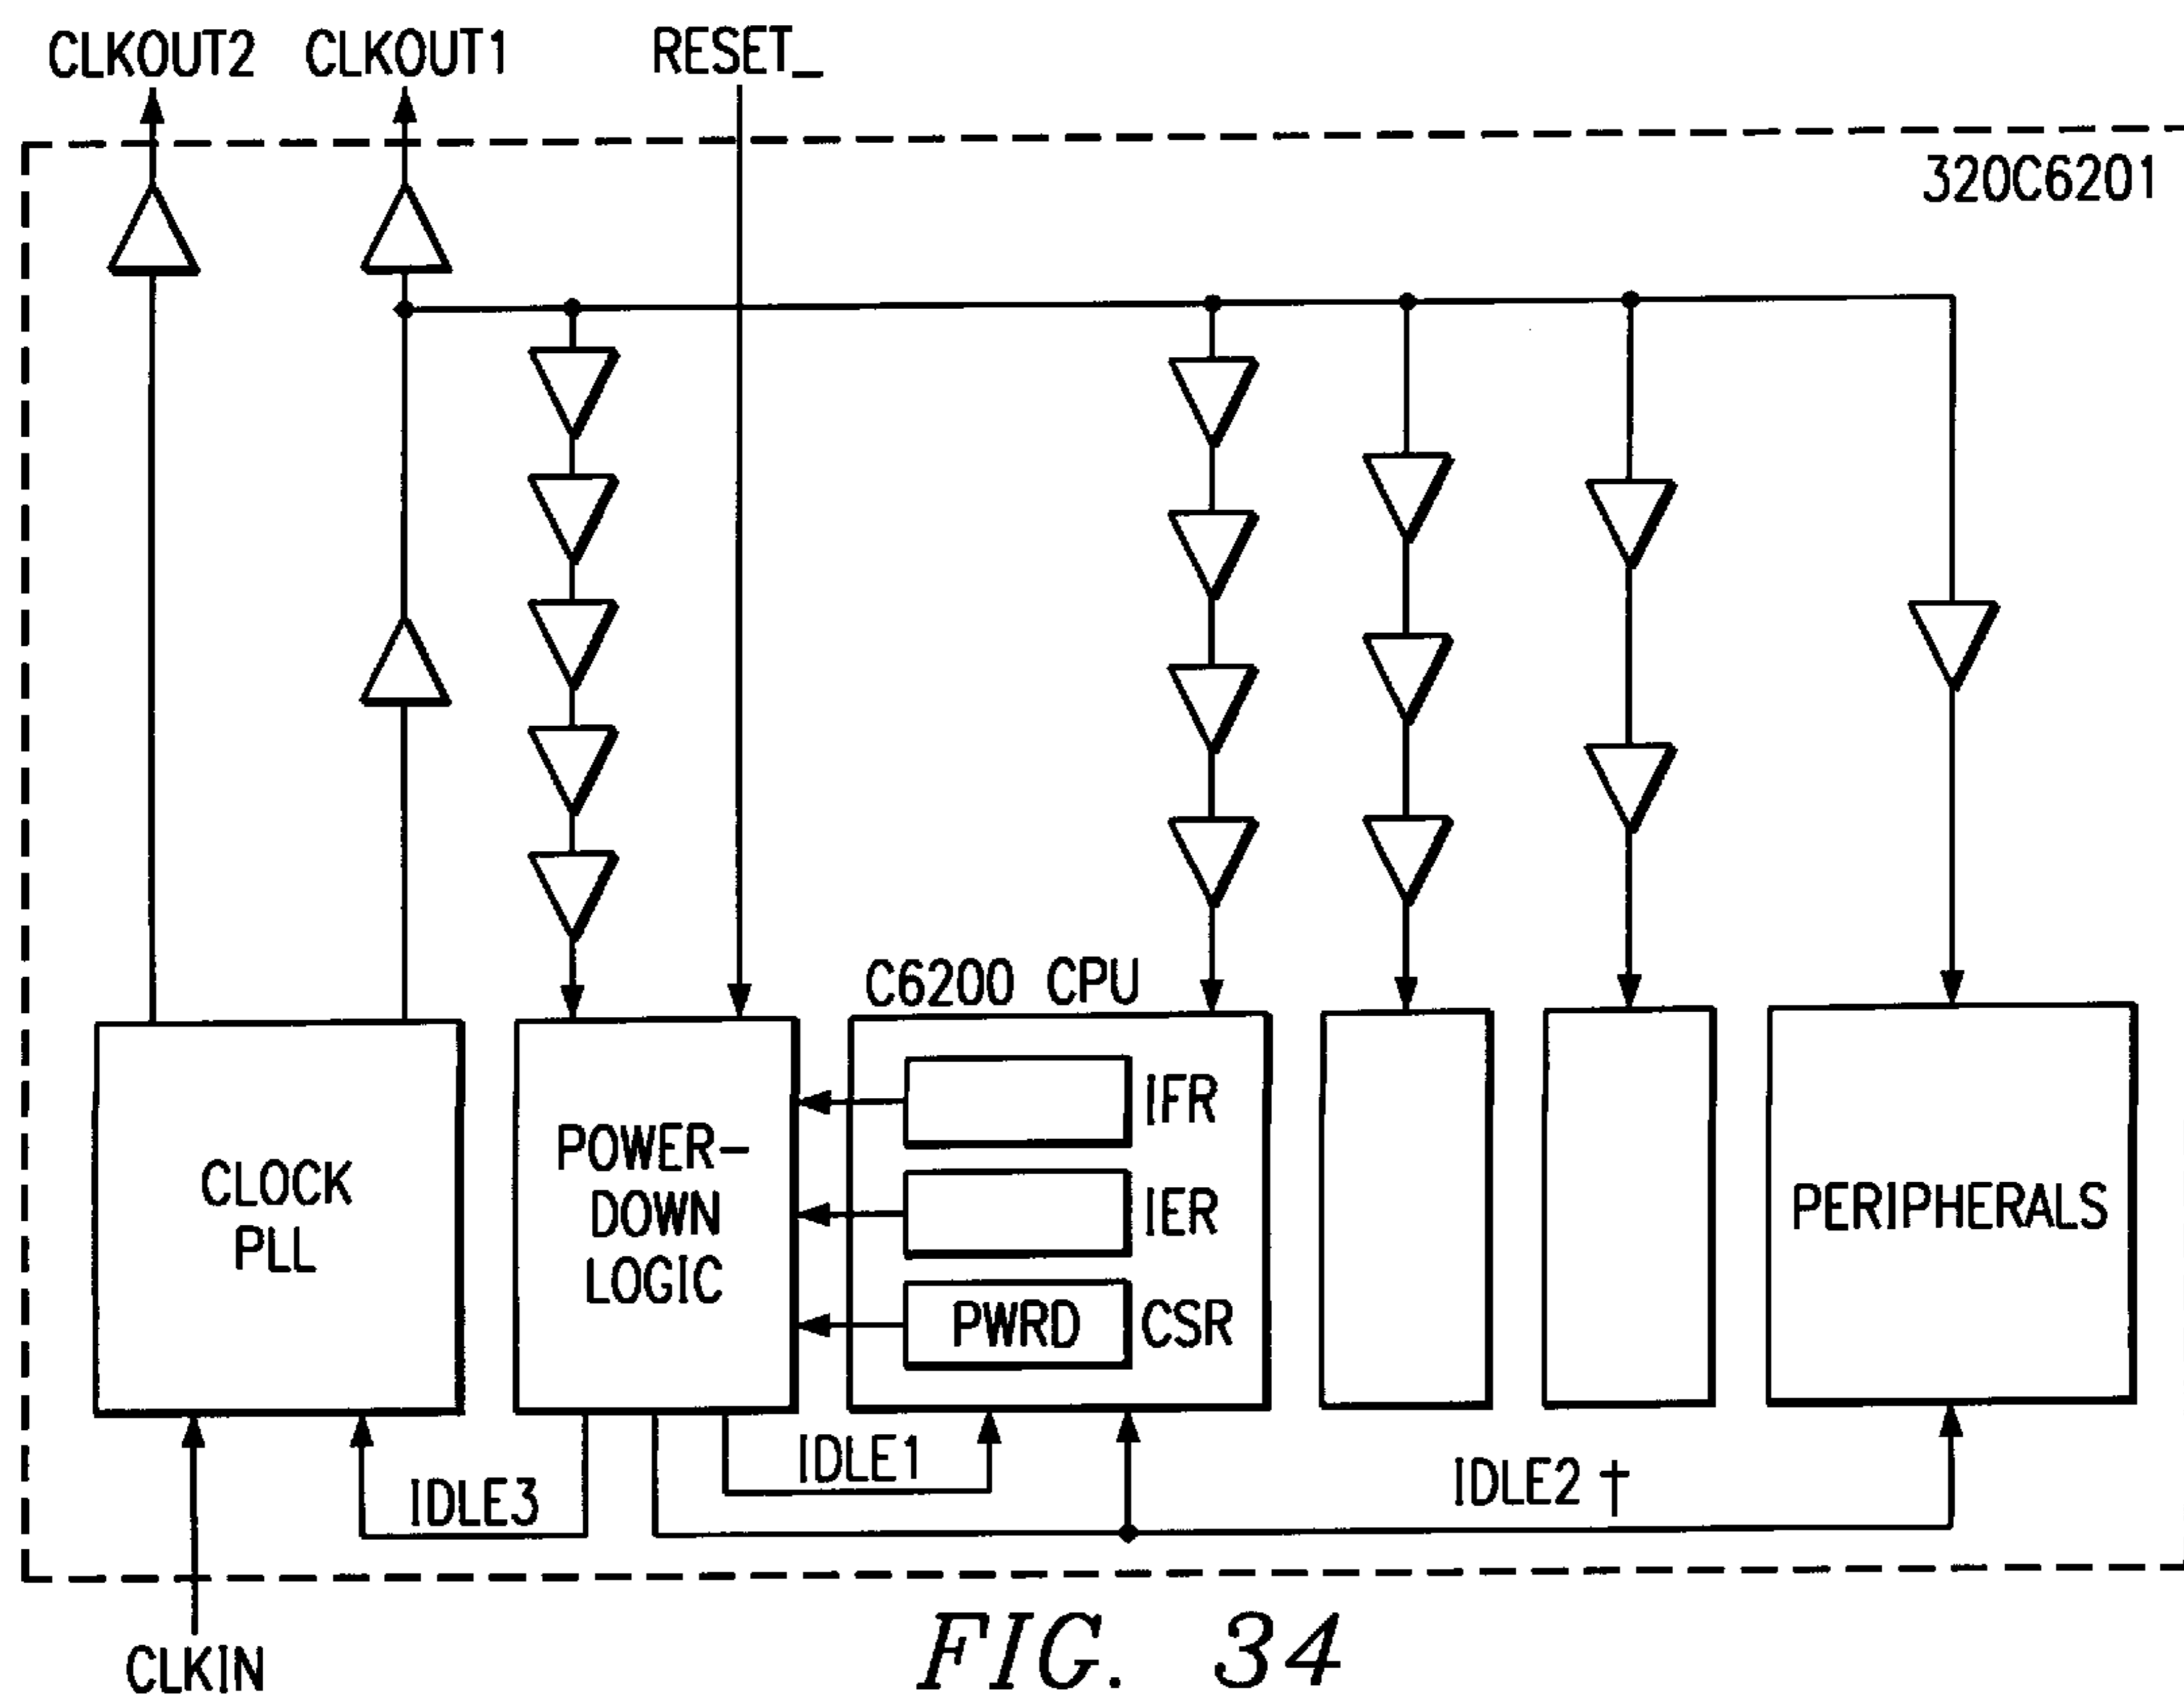 CLKOUT2 CLKOUT1 RESET_
320C6201
C6200 CPU
CLOCK
PLL
POWER-
DOWN
LOGIC
IFR
IER
PWRD CSR
PERIPHERALS
IDLE3
IDLE1
IDLE2 †
CLKIN
FIG. 34